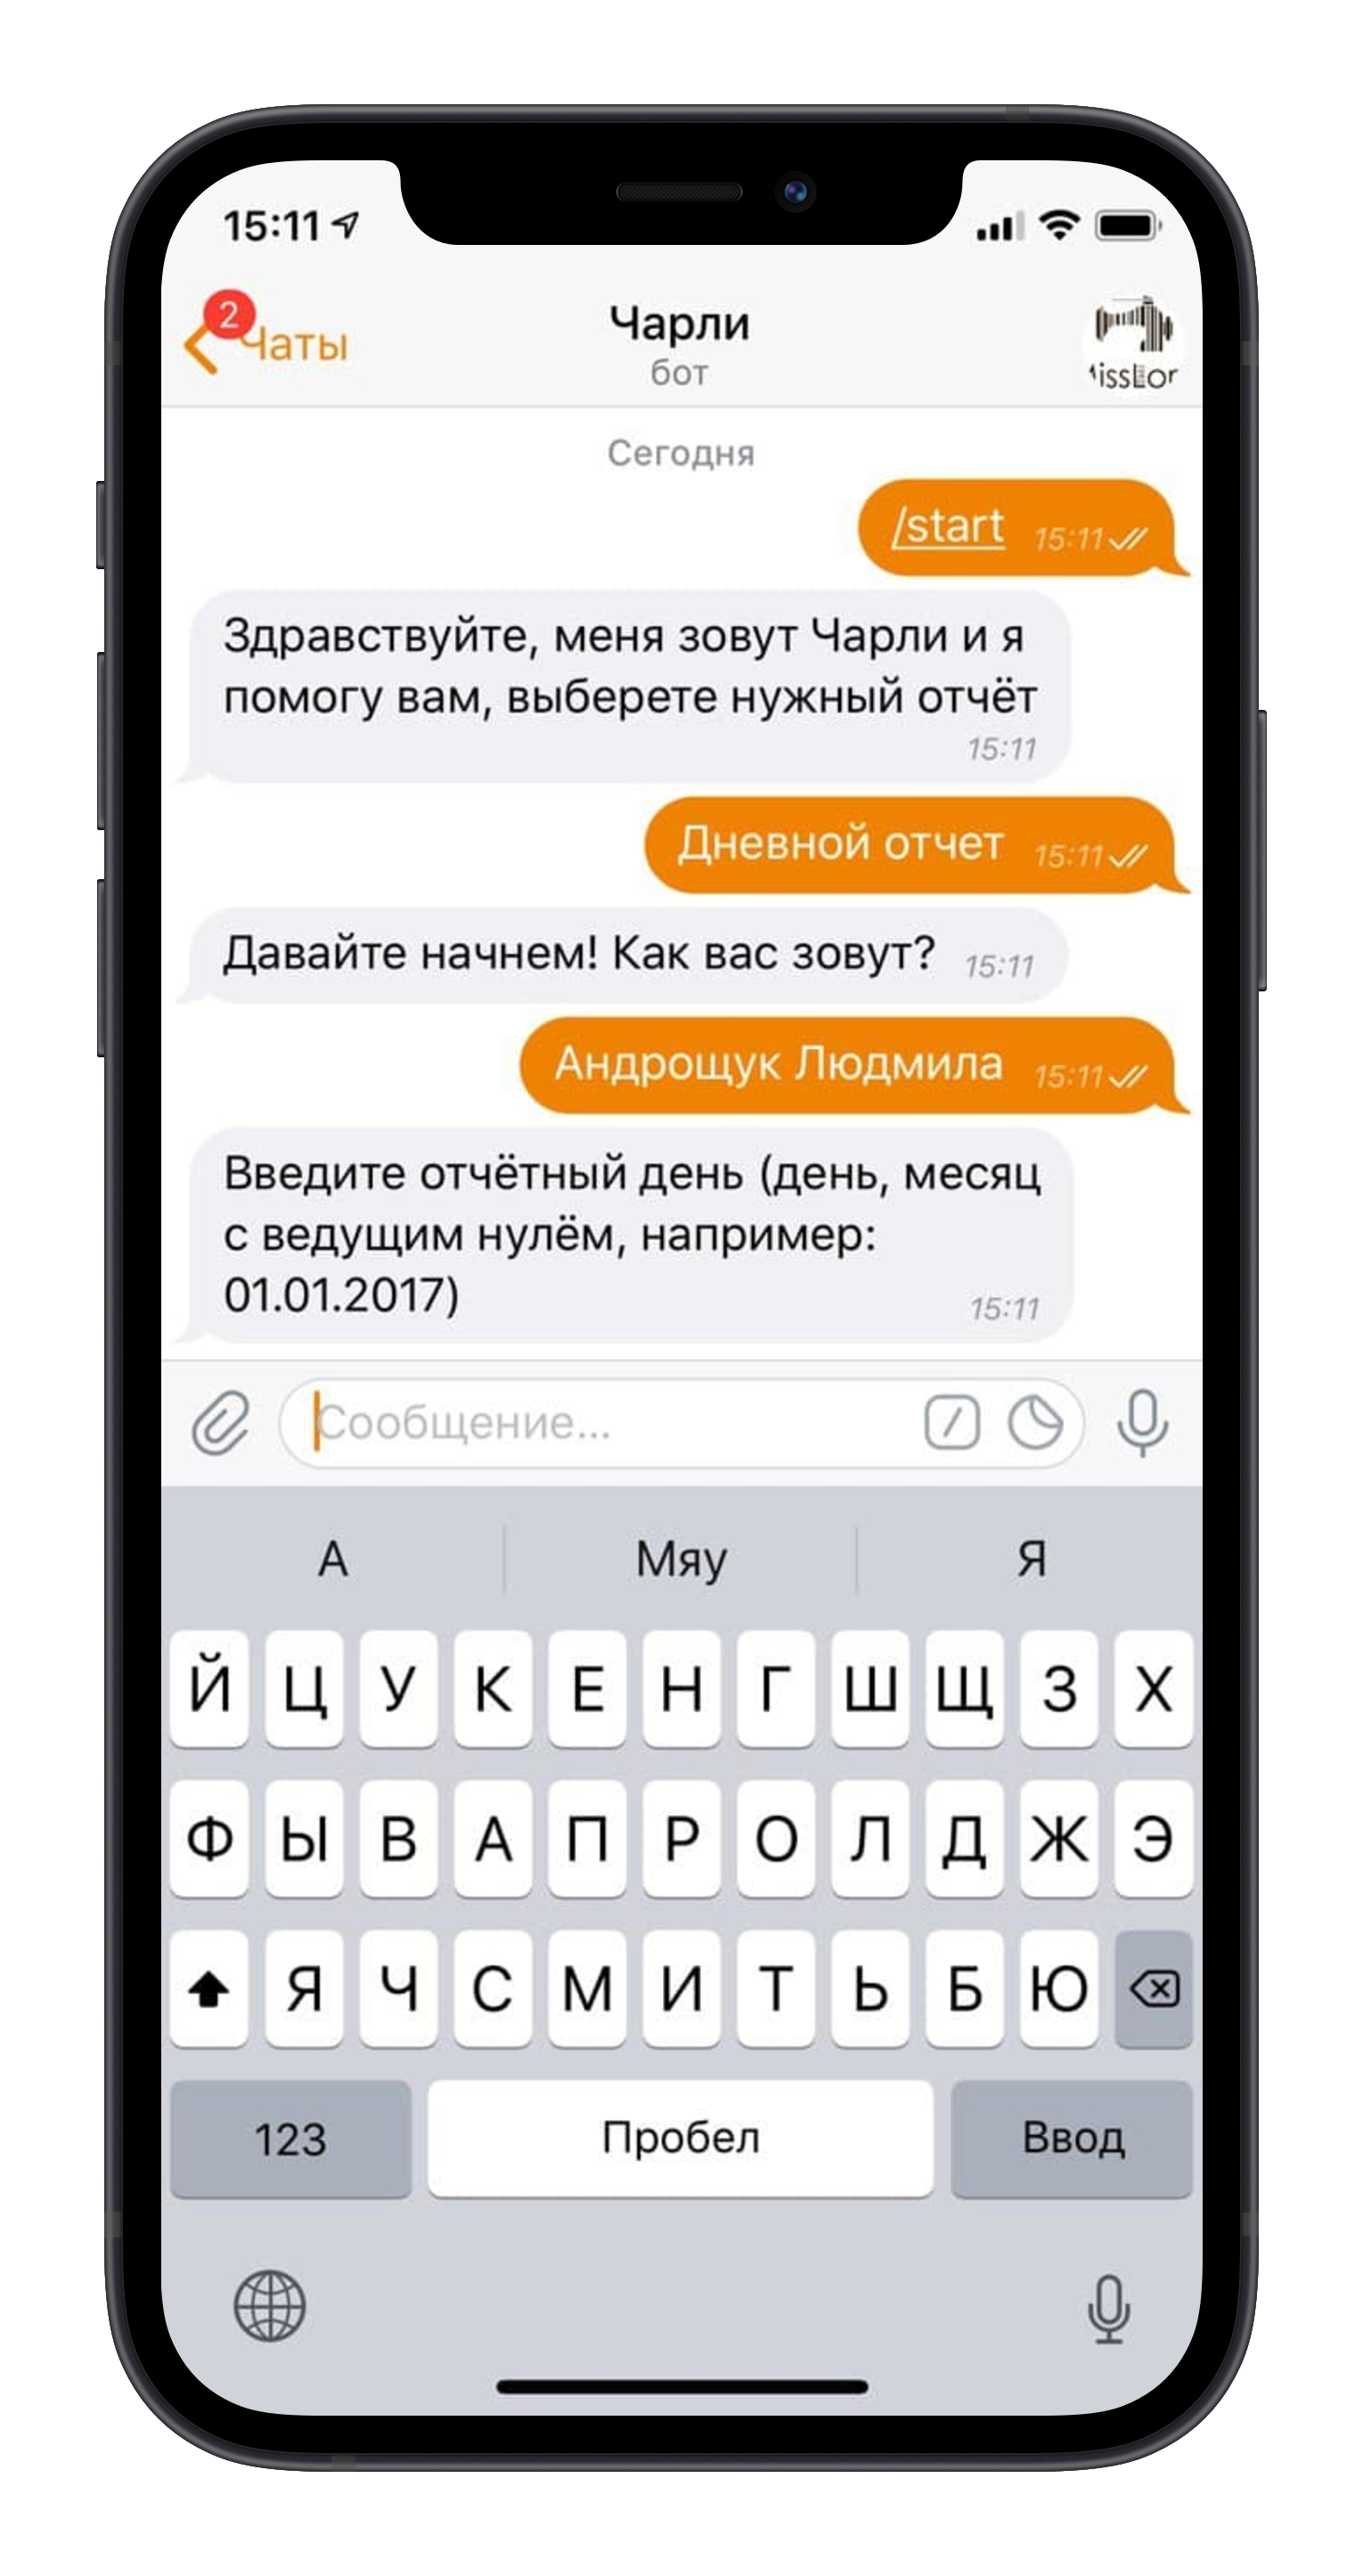 15:11
2
Чаты
Чарли
бот
Сегодня
/start 15:11
Здравствуйте, меня зовут Чарли и я
помогу вам, выберете нужный отчёт
15:11
Дневной отчет 15:11
Давайте начнем! Как вас зовут? 15:11
Андрощук Людмила 15:11
Введите отчётный день (день, месяц
с ведущим нулём, например:
01.01.2017)
15:11
Сообщение...
А Мяу Я
Й Ц У К Е Н Г Ш Щ З Х
Ф Ы В А П Р О Л Д Ж Э
Я Ч С М И Т Ь Б Ю
123 Пробел Ввод